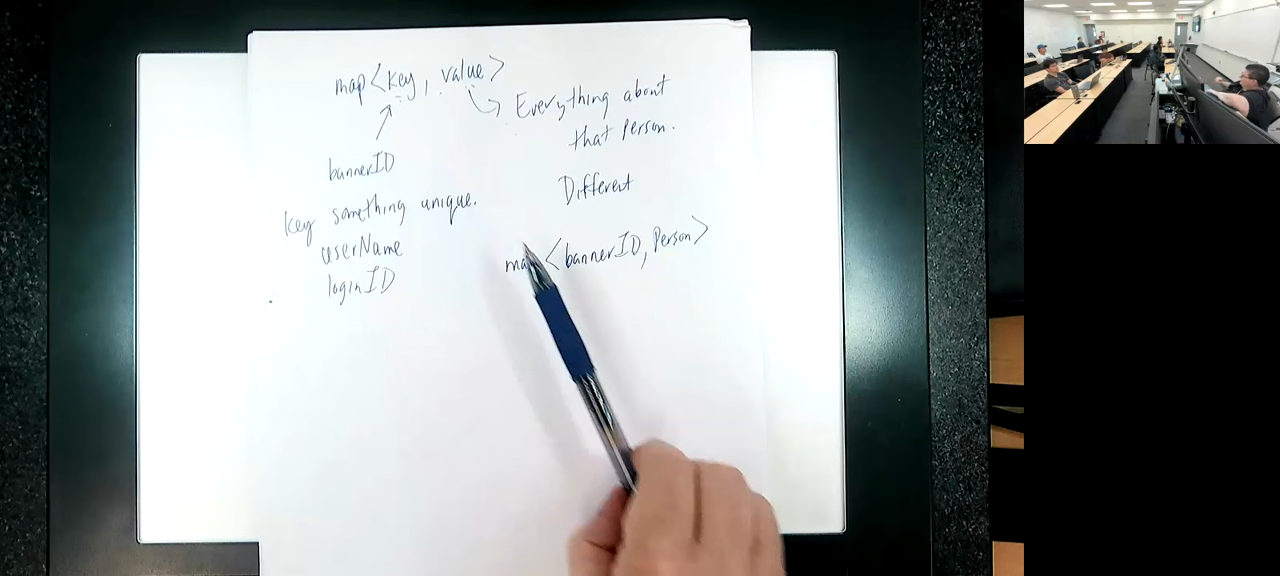 map<key, value>
Everything about
that Person.
bannerID
key something unique.
userName
loginID
Different
map<bannerID, Person>